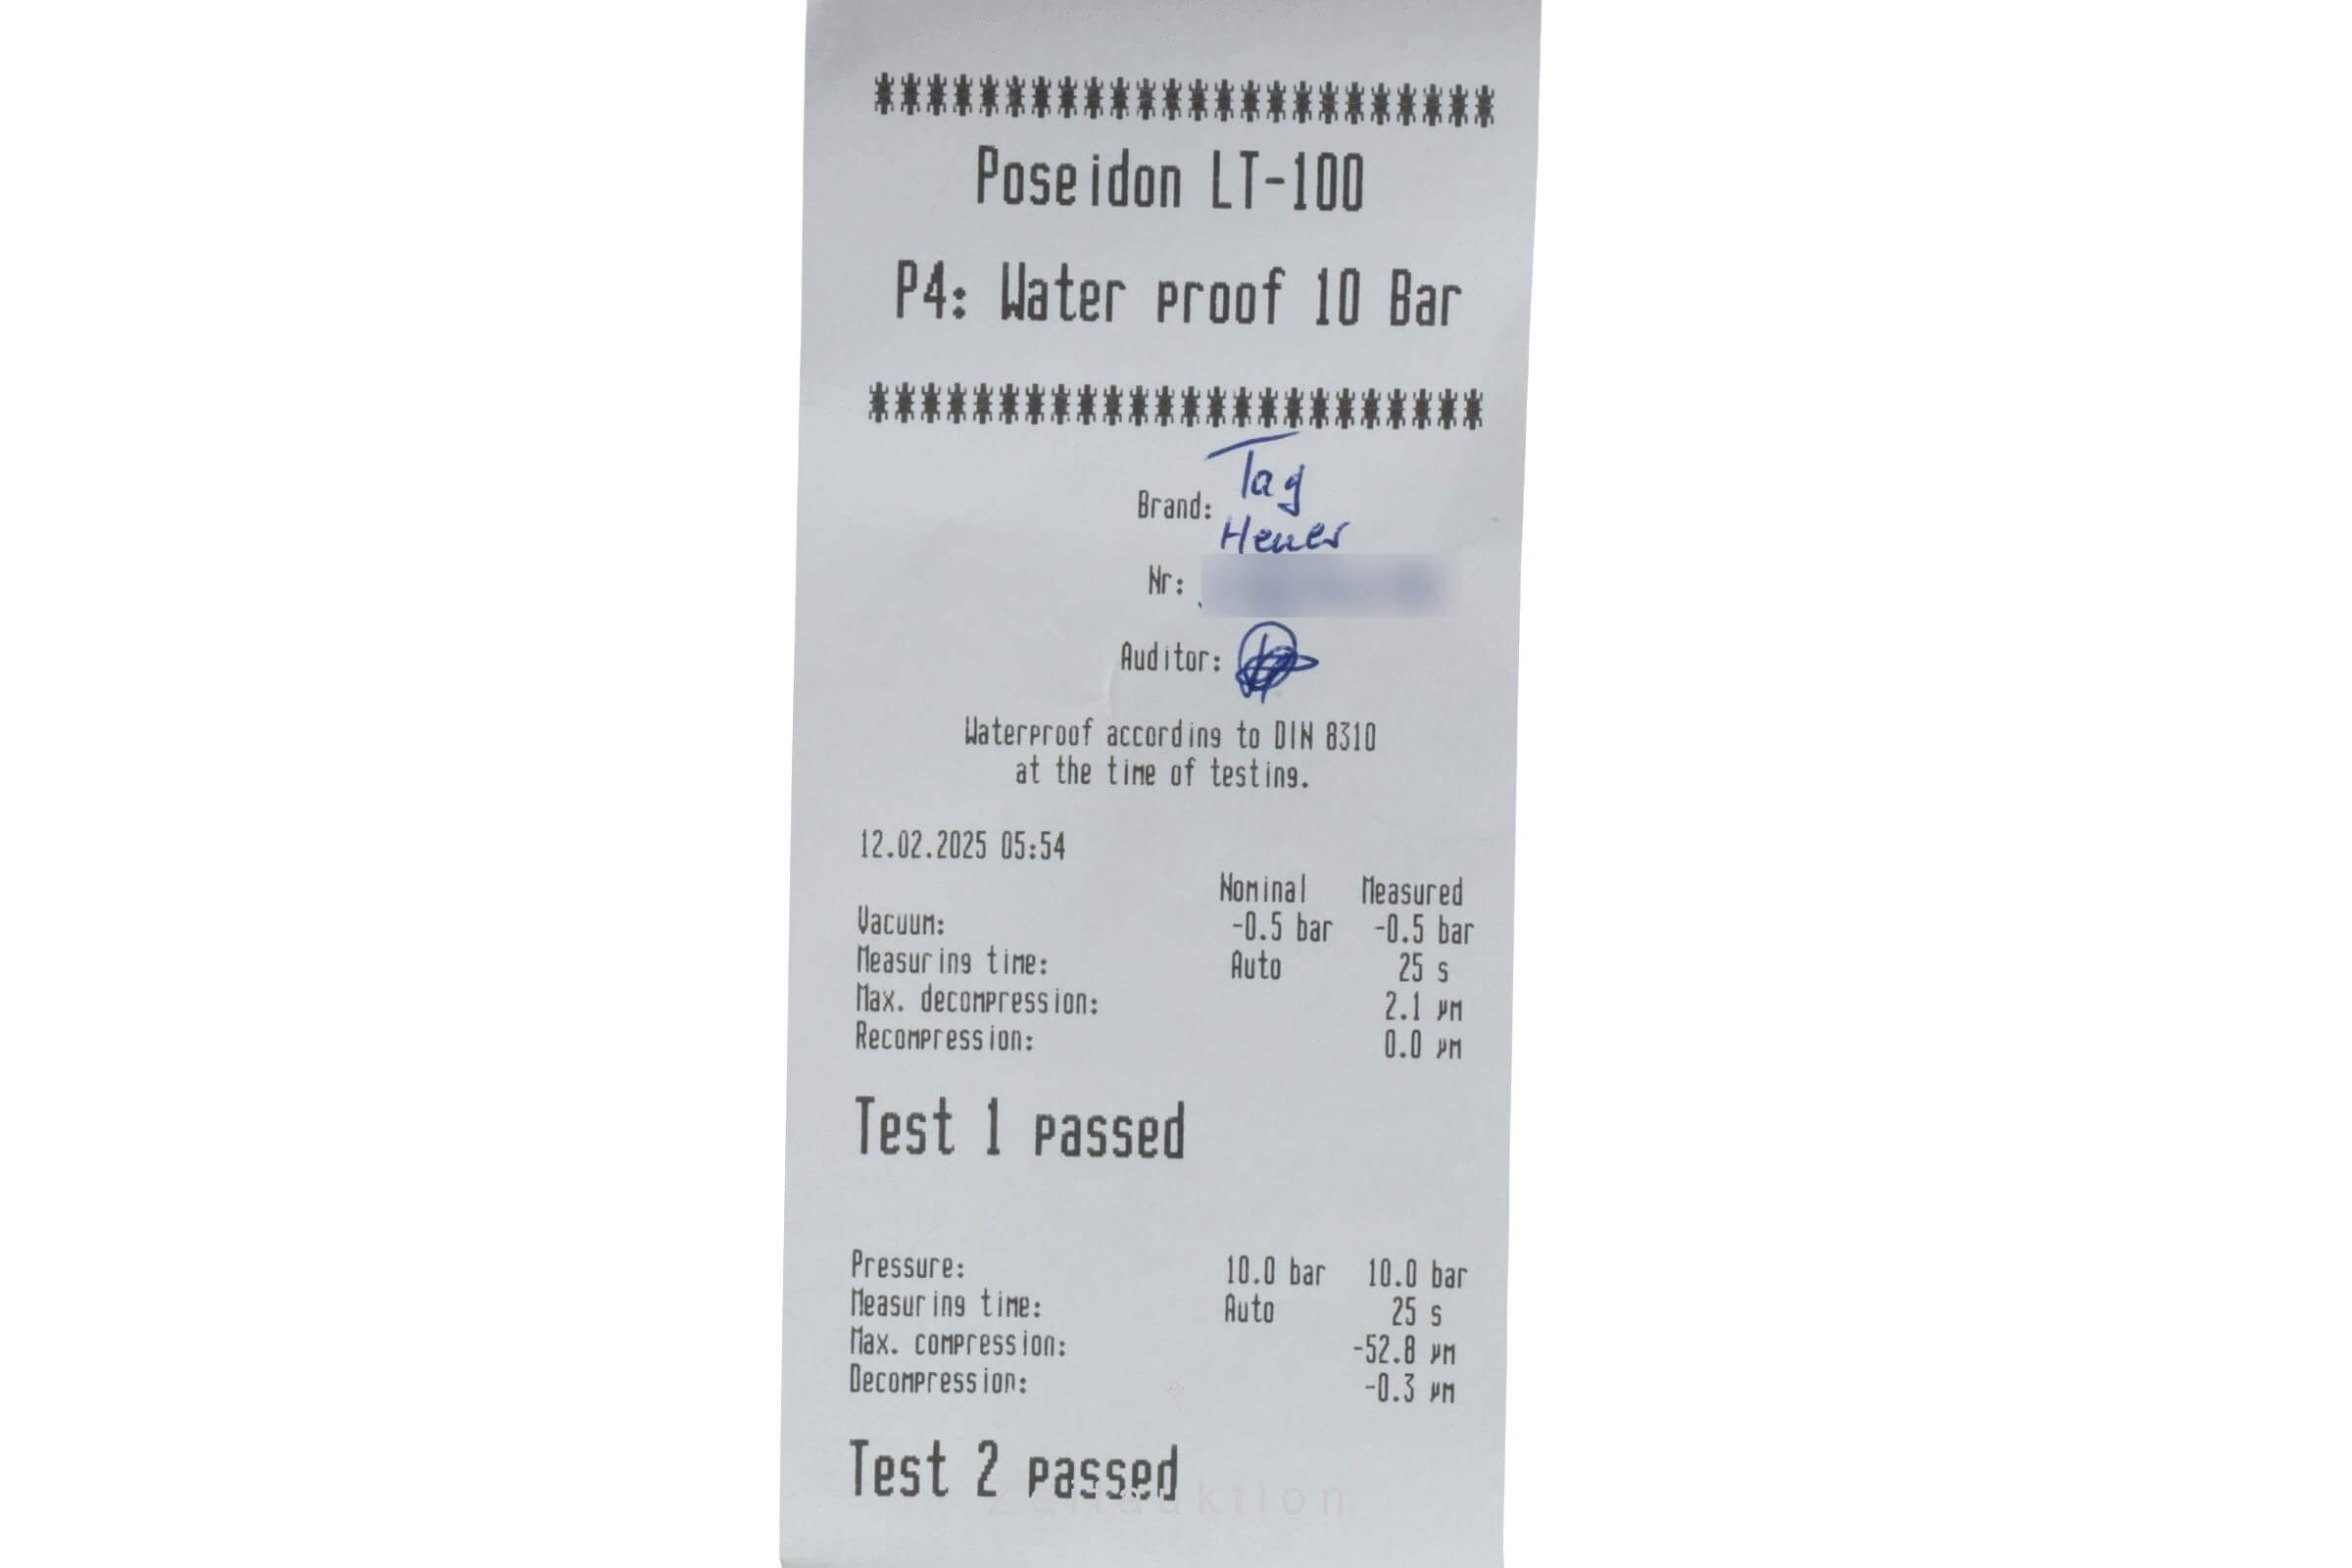 ************************
Poseidon LT-100
P4: Water proof 10 Bar
************************
Brand: Tag
Heuer
Nr:
Auditor:
Waterproof according to DIN 8310
at the time of testing.
12.02.2025 05:54
Nominal Measured
Vacuum: -0.5 bar -0.5 bar
Measuring time: Auto 25 s
Max. decompression: 2.1 µm
Recompression: 0.0 µm
Test 1 passed
Pressure: 10.0 bar 10.0 bar
Measuring time: Auto 25 s
Max. compression: -52.8 µm
Decompression: -0.3 µm
Test 2 passed
Zeitauktion